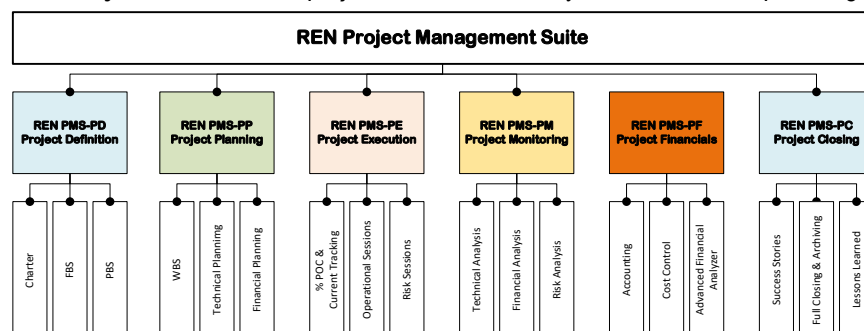 REN Project Management Suite
REN PMS-PD
Project Definition
REN PMS-PP
Project Planning
REN PMS-PE
Project Execution
REN PMS-PM
Project Monitoring
REN PMS-PF
Project Financials
REN PMS-PC
Project Closing
Charter
FBS
PBS
WBS
Technical Plannimg
Financial Planning
% POC &
Current Tracking
Operational Sessions
Risk Sessions
Technical Analysis
Financial Analysis
Risk Analysis
Accounting
Cost Control
Advanced Financial
Analyzer
Success Stories
Full Closing & Archiving
Lessons Learned